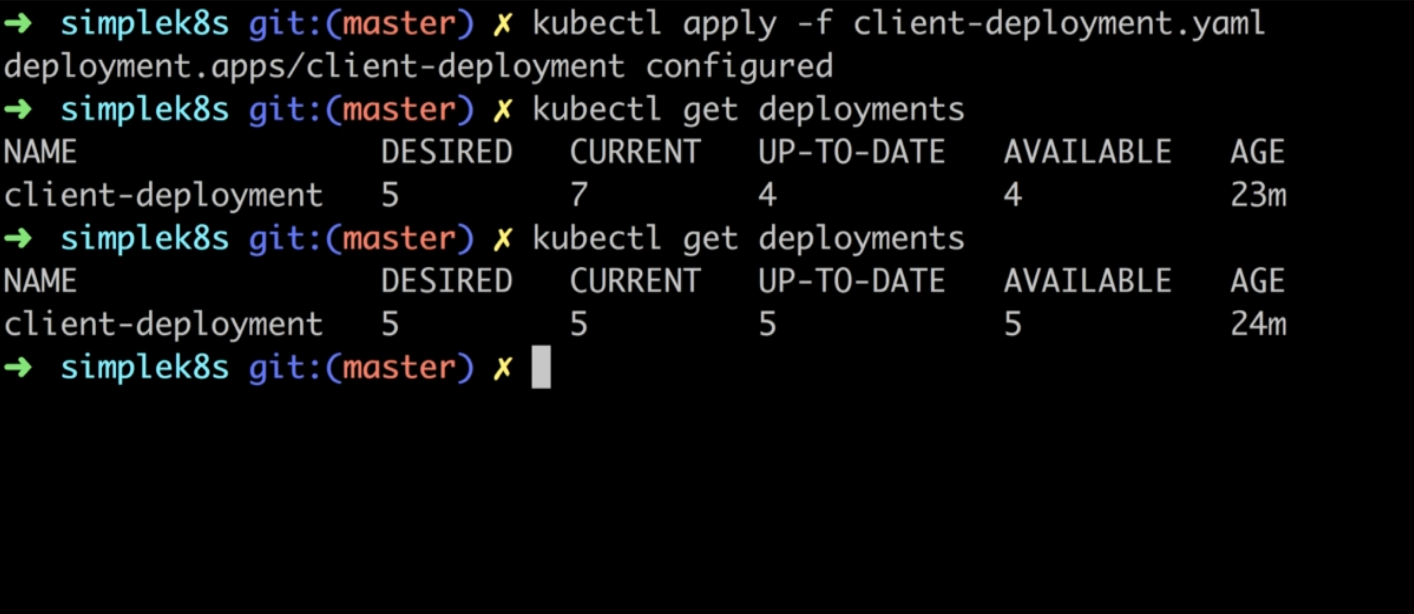 ➜  simplek8s git:(master) ✗ kubectl apply -f client-deployment.yaml
deployment.apps/client-deployment configured
➜  simplek8s git:(master) ✗ kubectl get deployments
NAME                DESIRED   CURRENT   UP-TO-DATE   AVAILABLE   AGE
client-deployment   5         7         4            4           23m
➜  simplek8s git:(master) ✗ kubectl get deployments
NAME                DESIRED   CURRENT   UP-TO-DATE   AVAILABLE   AGE
client-deployment   5         5         5            5           24m
➜  simplek8s git:(master) ✗